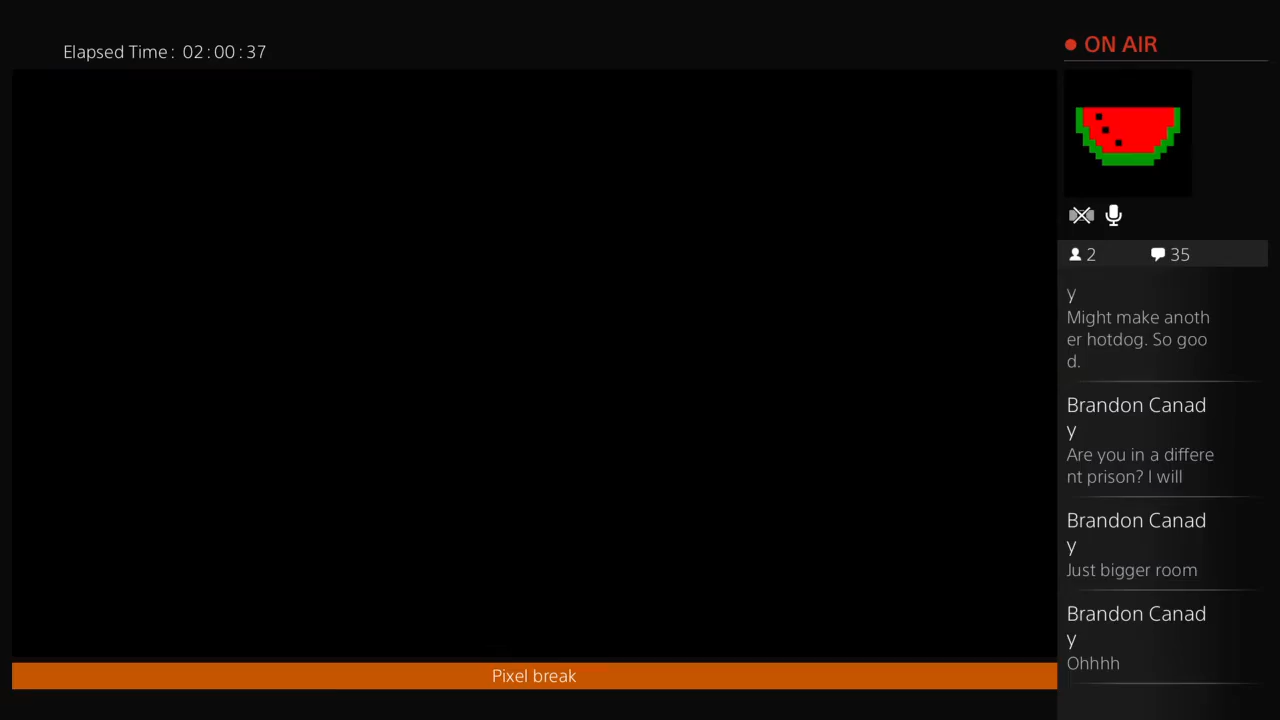 Elapsed Time: 02:00:37
ON AIR
2 35
y
Might make anoth
er hotdog. So goo
d.
Brandon Canad
y
Are you in a differe
nt prison? I will
Brandon Canad
y
Just bigger room
Brandon Canad
y
Ohhhh
Pixel break